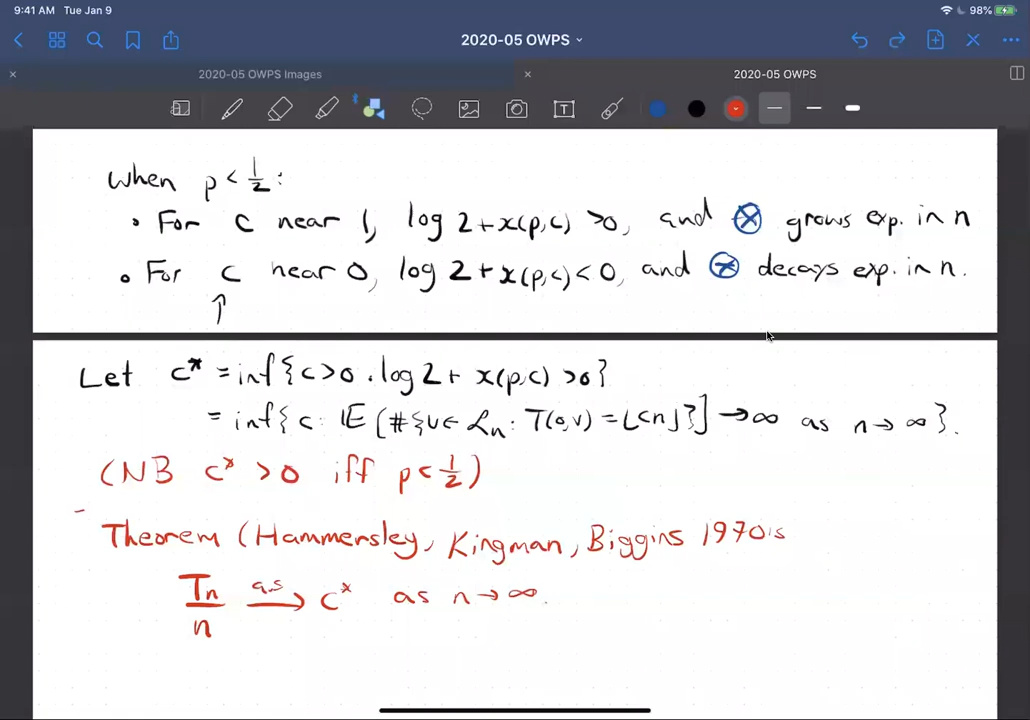 9:41 AM Tue Jan 9
98%
2020-05 OWPS
2020-05 OWPS Images
2020-05 OWPS
When p < 1/2:
• For c near 1, log 2 + x(p,c) > 0, and ⊗ grows exp. in n
• For c near 0, log 2 + x(p,c) < 0, and ⊗ decays exp. in n.
↑
Let c* = inf{c > 0 . log 2 + x(p,c) > 0}
= inf{c : E[#{v ∈ 𝓛n : T(0,v) = ⌊cn⌋}] → ∞ as n → ∞}.
(NB c* > 0 iff p < 1/2)
Theorem (Hammersley, Kingman, Biggins 1970's
Tn/n a.s→ c* as n → ∞.